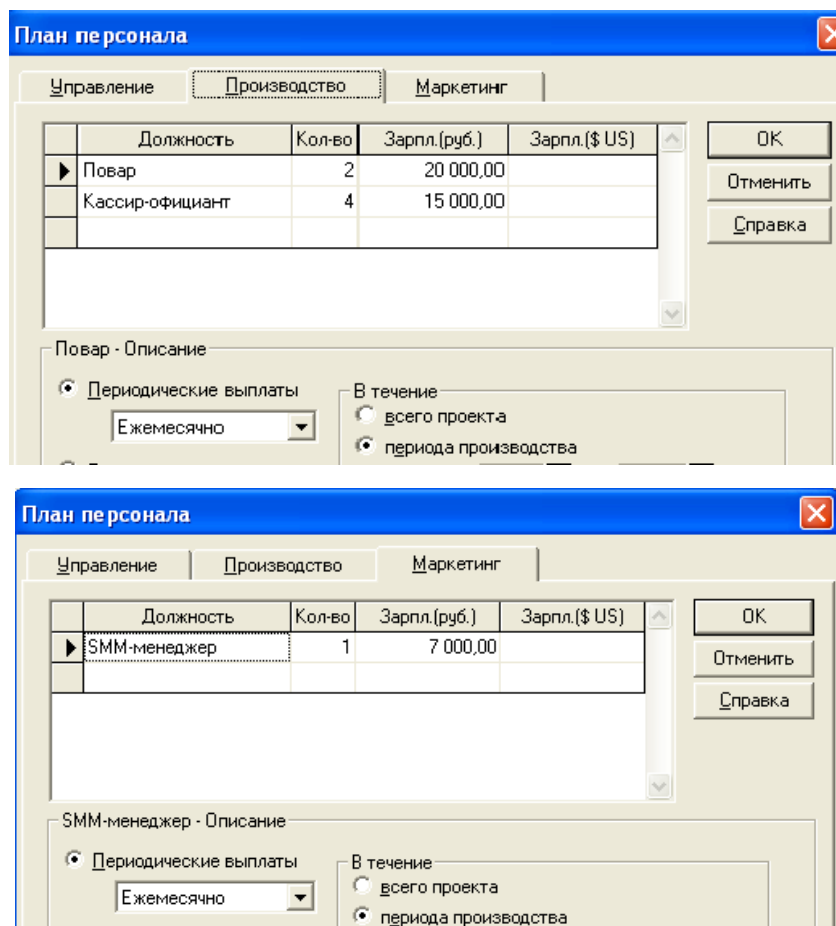 План персонала
Управление Производство Маркетинг
Должность Кол-во Зарпл.(руб.) Зарпл.($ US) OK
Повар 2 20 000,00 Отменить
Кассир-официант 4 15 000,00
Справка
Повар - Описание
Периодические выплаты В течение
всего проекта
Ежемесячно
периода производства
План персонала
Управление Производство Маркетинг
Должность Кол-во Зарпл.(руб.) Зарпл.($ US) OK
SMM-менеджер 1 7 000,00
Отменить
Справка
SMM-менеджер - Описание
Периодические выплаты В течение
всего проекта
Ежемесячно
периода производства